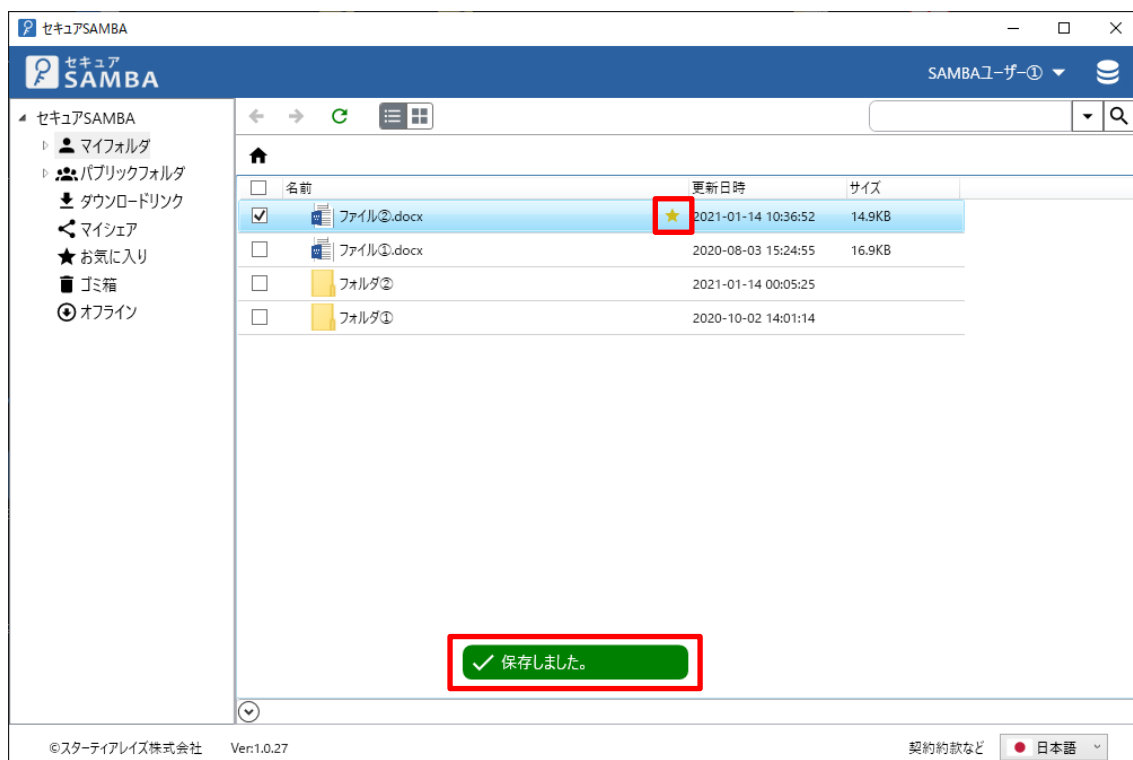 セキュアSAMBA
セキュア
SAMBA
SAMBAユーザー①
セキュアSAMBA
マイフォルダ
パブリックフォルダ
ダウンロードリンク
マイシェア
お気に入り
ゴミ箱
オフライン
名前 更新日時 サイズ
ファイル②.docx 2021-01-14 10:36:52 14.9KB
ファイル①.docx 2020-08-03 15:24:55 16.9KB
フォルダ② 2021-01-14 00:05:25
フォルダ① 2020-10-02 14:01:14
保存しました。
©スターティアレイズ株式会社 Ver:1.0.27 契約約款など 日本語